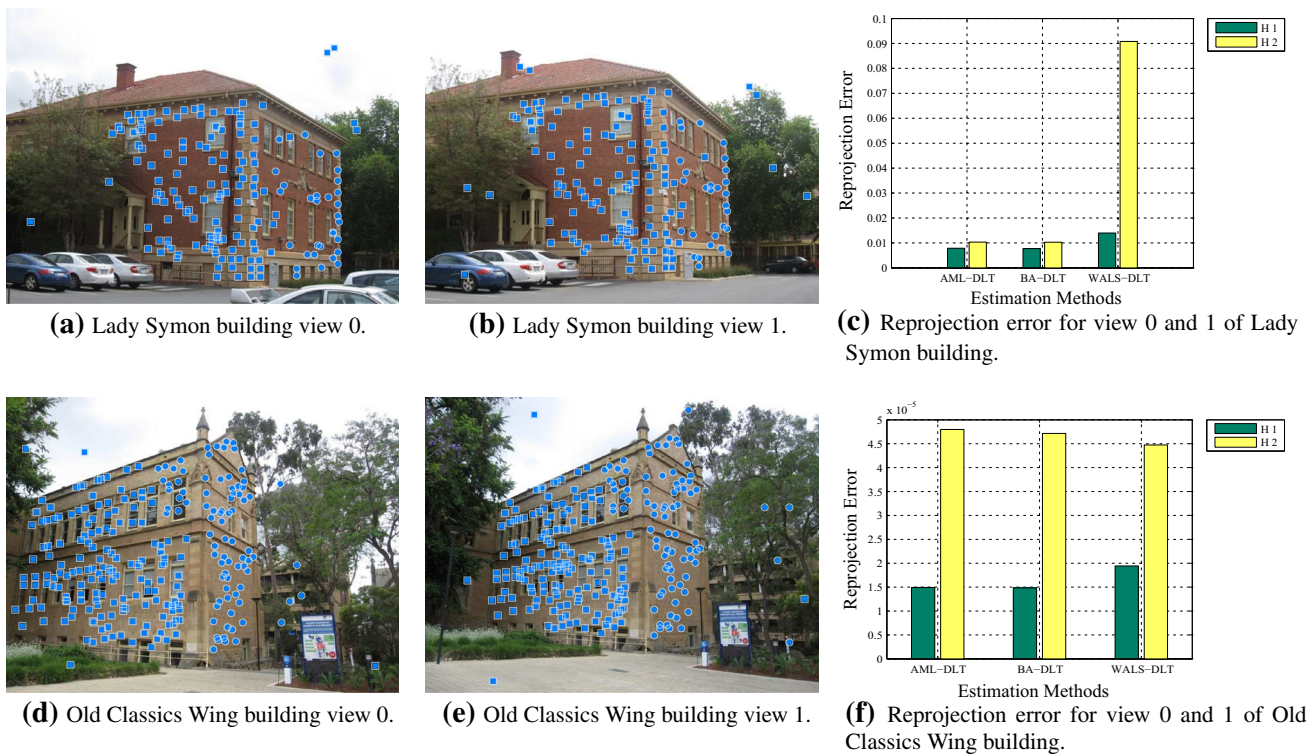 (a) Lady Symon building view 0.
(b) Lady Symon building view 1.
0.1
0.09
0.08
0.07
0.06
0.05
0.04
0.03
0.02
0.01
0
Reprojection Error
AML−DLT
BA−DLT
WALS−DLT
Estimation Methods
H 1
H 2
(c) Reprojection error for view 0 and 1 of Lady
Symon building.
(d) Old Classics Wing building view 0.
(e) Old Classics Wing building view 1.
x 10⁻⁵
5
4.5
4
3.5
3
2.5
2
1.5
1
0.5
0
Reprojection Error
AML−DLT
BA−DLT
WALS−DLT
Estimation Methods
H 1
H 2
(f) Reprojection error for view 0 and 1 of Old
Classics Wing building.